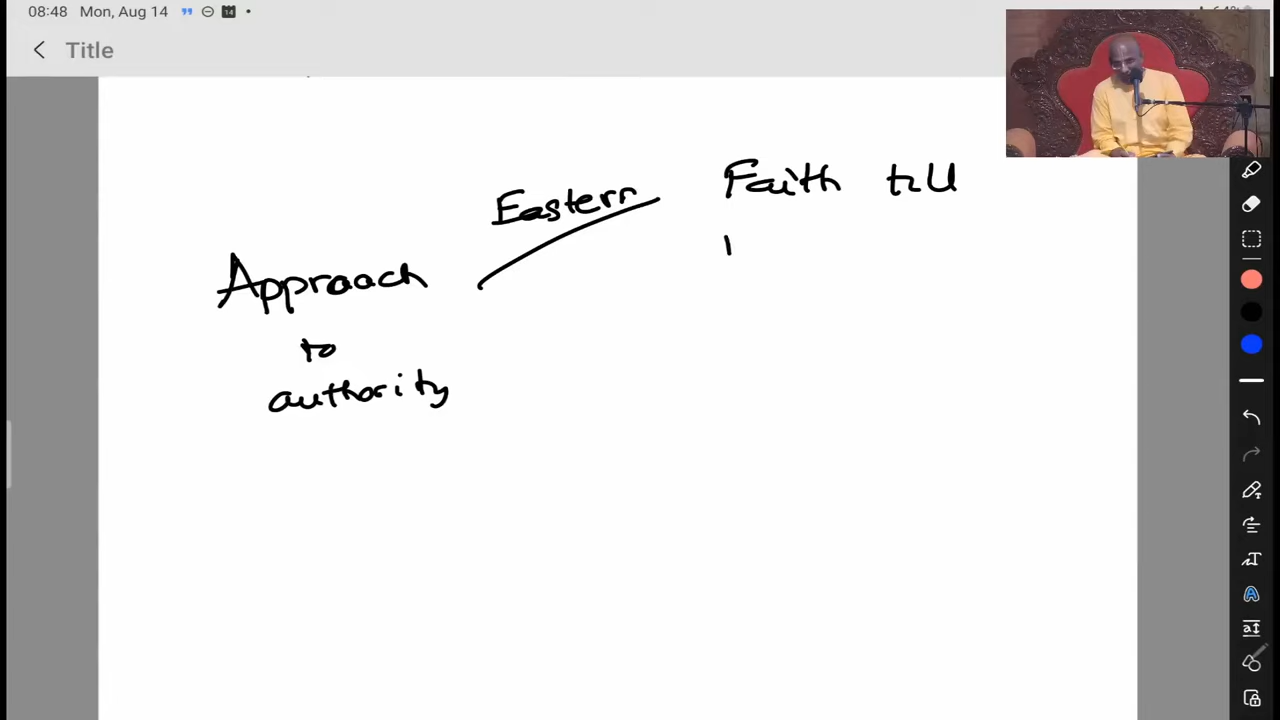 08:48 Mon, Aug 14
Title
Eastern Faith till
Approach
to
authority